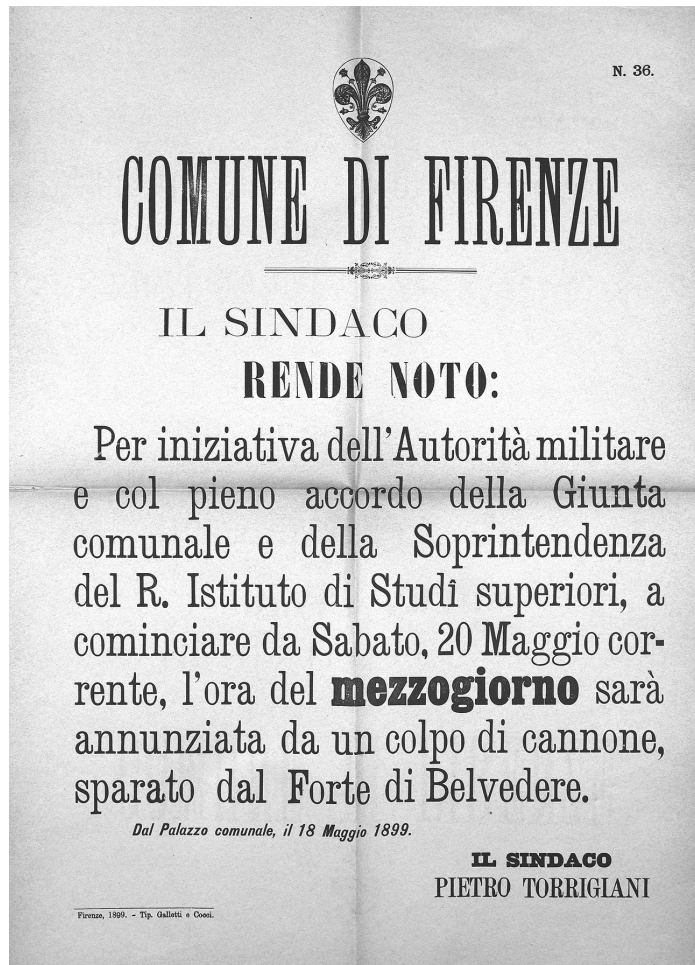 N. 36.
COMUNE DI FIRENZE
IL SINDACO
RENDE NOTO:
Per iniziativa dell'Autorità militare
e col pieno accordo della Giunta
comunale e della Soprintendenza
del R. Istituto di Studî superiori, a
cominciare da Sabato, 20 Maggio cor-
rente, l'ora del mezzogiorno sarà
annunziata da un colpo di cannone,
sparato dal Forte di Belvedere.
Dal Palazzo comunale, il 18 Maggio 1899.
IL SINDACO
PIETRO TORRIGIANI
Firenze, 1899. - Tip. Galletti e Cocci.